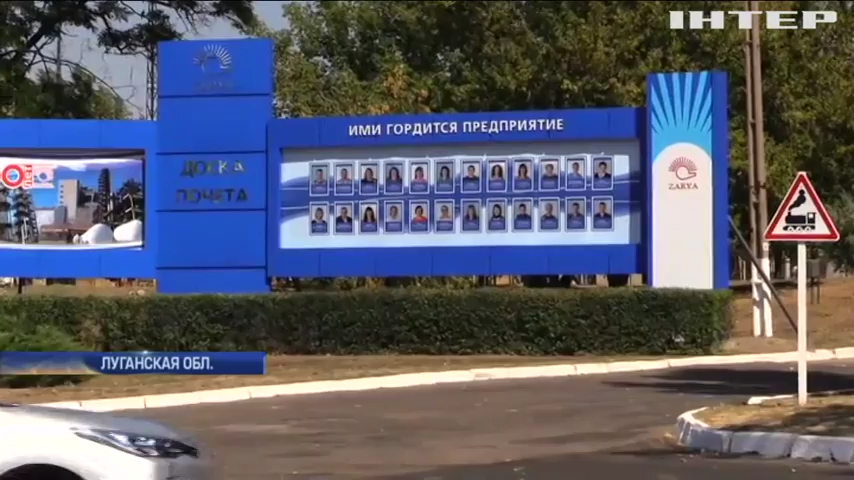 ІНТЕР
ИМИ ГОРДИТСЯ ПРЕДПРИЯТИЕ
ДОСКА
ПОЧЕТА
ZARYA
ЛУГАНСКАЯ ОБЛ.